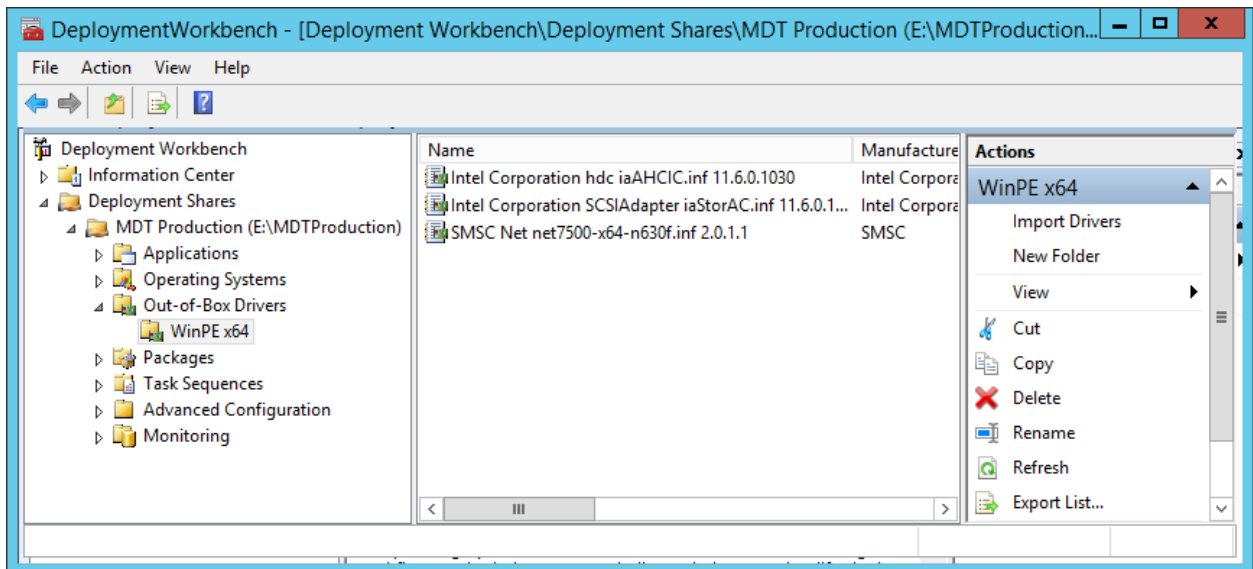 DeploymentWorkbench - [Deployment Workbench\Deployment Shares\MDT Production (E:\MDTProduction...
File Action View Help
Deployment Workbench
Information Center
Deployment Shares
MDT Production (E:\MDTProduction)
Applications
Operating Systems
Out-of-Box Drivers
WinPE x64
Packages
Task Sequences
Advanced Configuration
Monitoring
Name Manufacture
Intel Corporation hdc iaAHCIC.inf 11.6.0.1030 Intel Corpora
Intel Corporation SCSIAdapter iaStorAC.inf 11.6.0.1... Intel Corpora
SMSC Net net7500-x64-n630f.inf 2.0.1.1 SMSC
Actions
WinPE x64
Import Drivers
New Folder
View
Cut
Copy
Delete
Rename
Refresh
Export List...